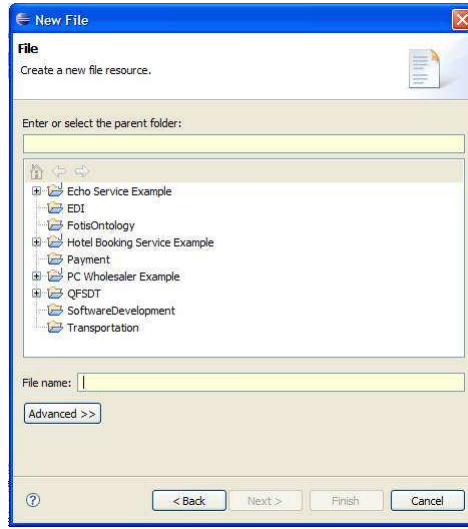 New File
File
Create a new file resource.
Enter or select the parent folder:
Echo Service Example
EDI
FotisOntology
Hotel Booking Service Example
Payment
PC Wholesaler Example
QFSDT
SoftwareDevelopment
Transportation
File name:
Advanced >>
? < Back Next > Finish Cancel